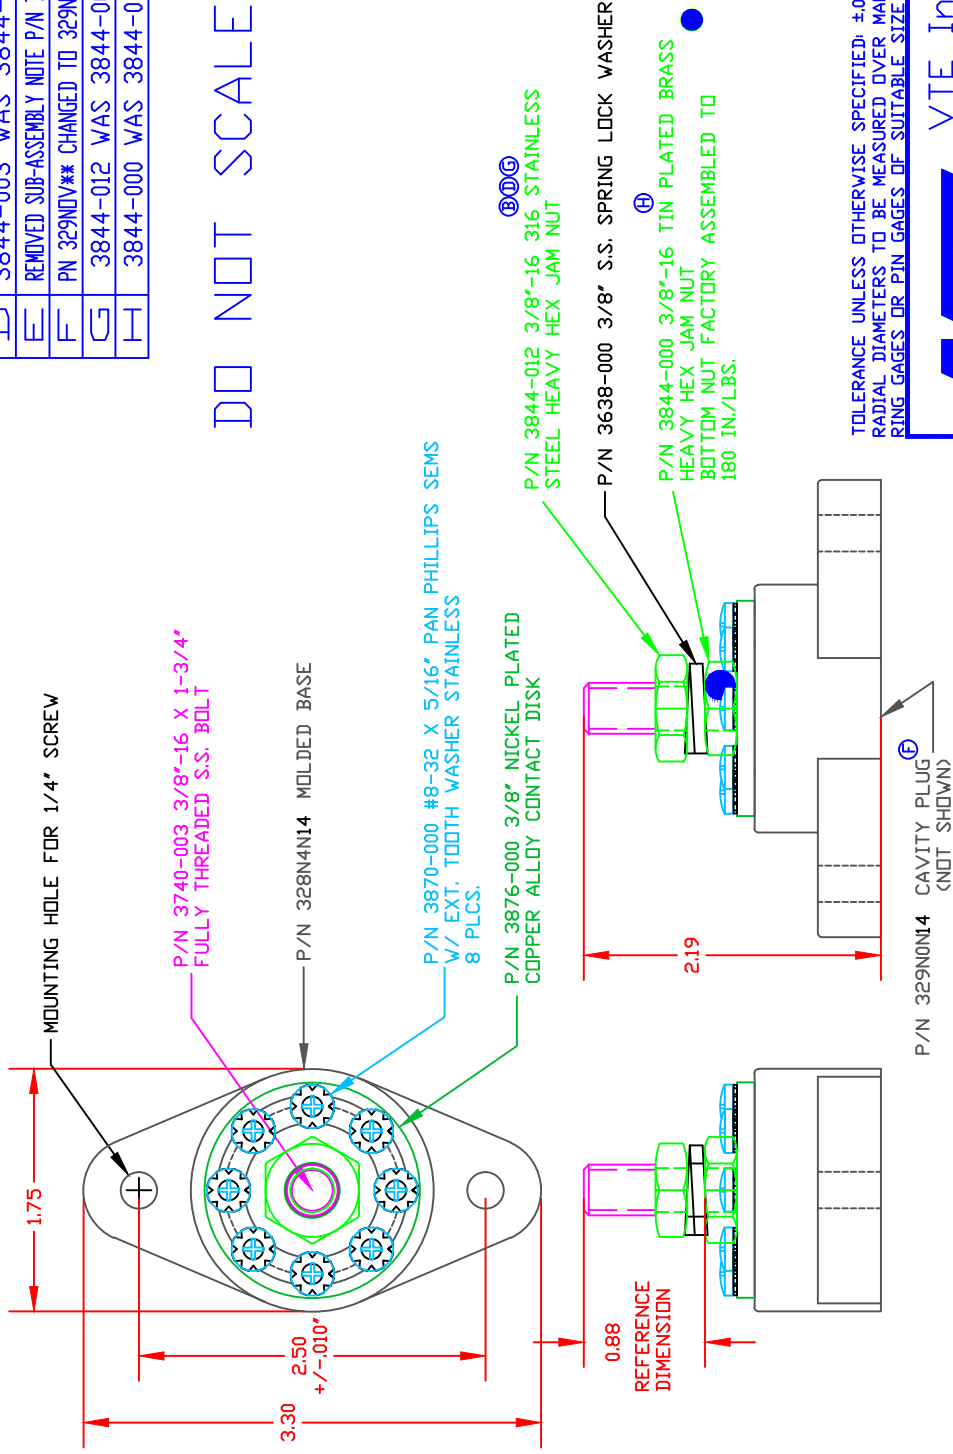 3844-003 WAS 3844-
E REMOVED SUB-ASSEMBLY NOTE P/N
F PN 329NDV** CHANGED TO 329N
G 3844-012 WAS 3844-0
H 3844-000 WAS 3844-0
DO NOT SCALE
MOUNTING HOLE FOR 1/4" SCREW
P/N 3740-003 3/8"-16 X 1-3/4"
FULLY THREADED S.S. BOLT
P/N 328N4N14 MOLDED BASE
P/N 3870-000 #8-32 X 5/16" PAN PHILLIPS SEMS
W/ EXT. TOOTH WASHER STAINLESS
8 PLCS.
P/N 3876-000 3/8" NICKEL PLATED
COPPER ALLOY CONTACT DISK
B D G
P/N 3844-012 3/8"-16 316 STAINLESS
STEEL HEAVY HEX JAM NUT
P/N 3638-000 3/8" S.S. SPRING LOCK WASHER
H
P/N 3844-000 3/8"-16 TIN PLATED BRASS
HEAVY HEX JAM NUT
BOTTOM NUT FACTORY ASSEMBLED TO
180 IN./LBS.
1.75
2.50
+/-.010"
3.30
0.88
REFERENCE
DIMENSION
2.19
F
P/N 329N0N14 CAVITY PLUG
(NOT SHOWN)
TOLERANCE UNLESS OTHERWISE SPECIFIED: ±.0
RADIAL DIAMETERS TO BE MEASURED OVER MA
RING GAGES OR PIN GAGES OF SUITABLE SIZE
VTE In